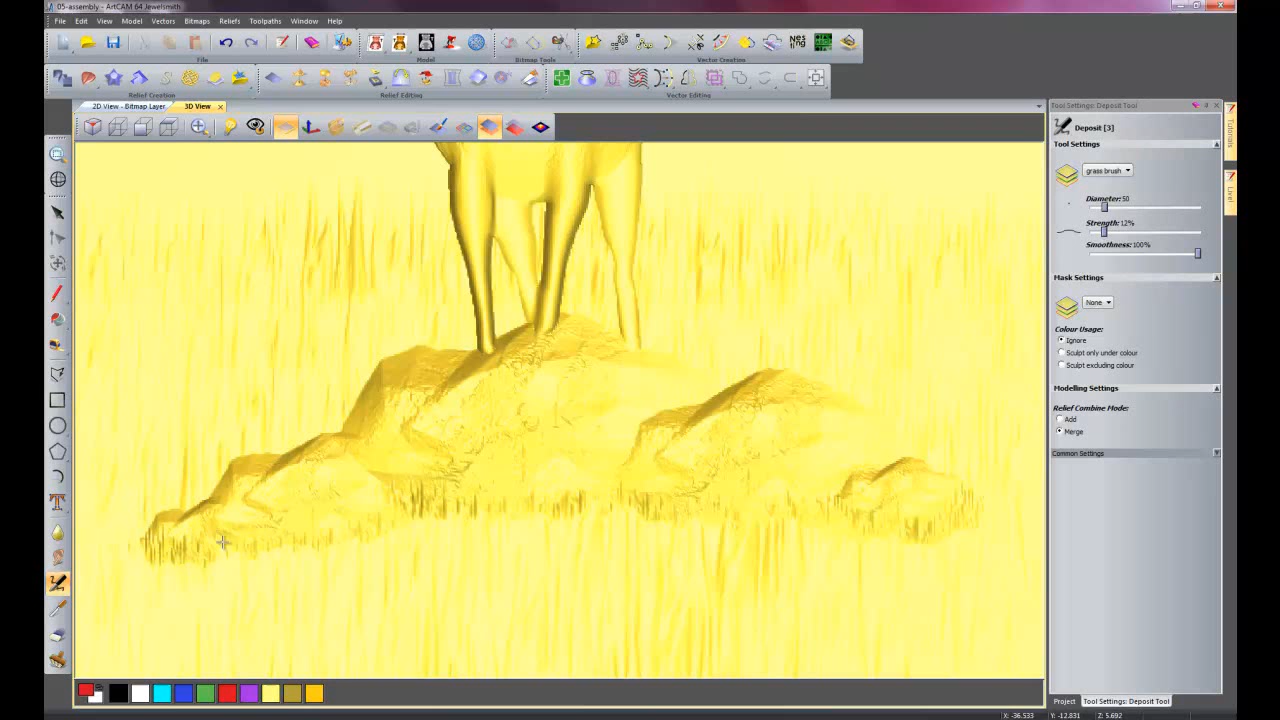 05-assembly - ArtCAM 64 Jewelsmith
File Edit View Model Vectors Bitmaps Reliefs Toolpaths Window Help
File Model Bitmap Tools Vector Creation
Nes ting
Relief Creation Relief Editing Vector Editing
2D View - Bitmap Layer 3D View
Tool Settings: Deposit Tool
Deposit [3]
Tool Settings
grass brush
Diameter: 50
Strength: 12%
Smoothness: 100%
Mask Settings
None
Colour Usage:
Ignore
Sculpt only under colour
Sculpt excluding colour
Modelling Settings
Relief Combine Mode:
Add
Merge
Common Settings
Tutorials
Live!
Project Tool Settings: Deposit Tool
X: -36.533 Y: -12.831 Z: 5.692